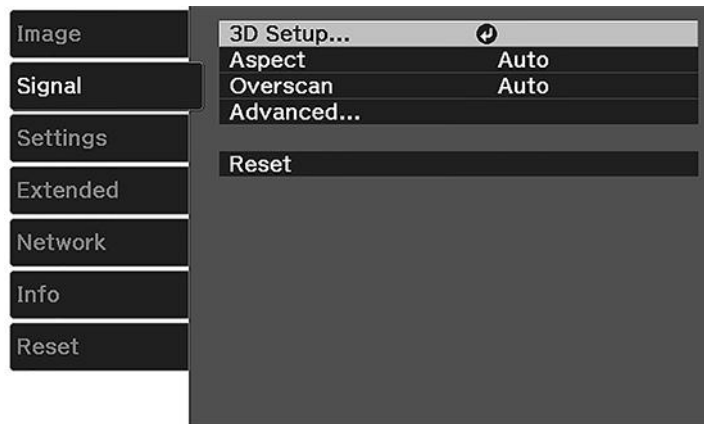 Image
Signal
Settings
Extended
Network
Info
Reset
3D Setup...
Aspect Auto
Overscan Auto
Advanced...
Reset